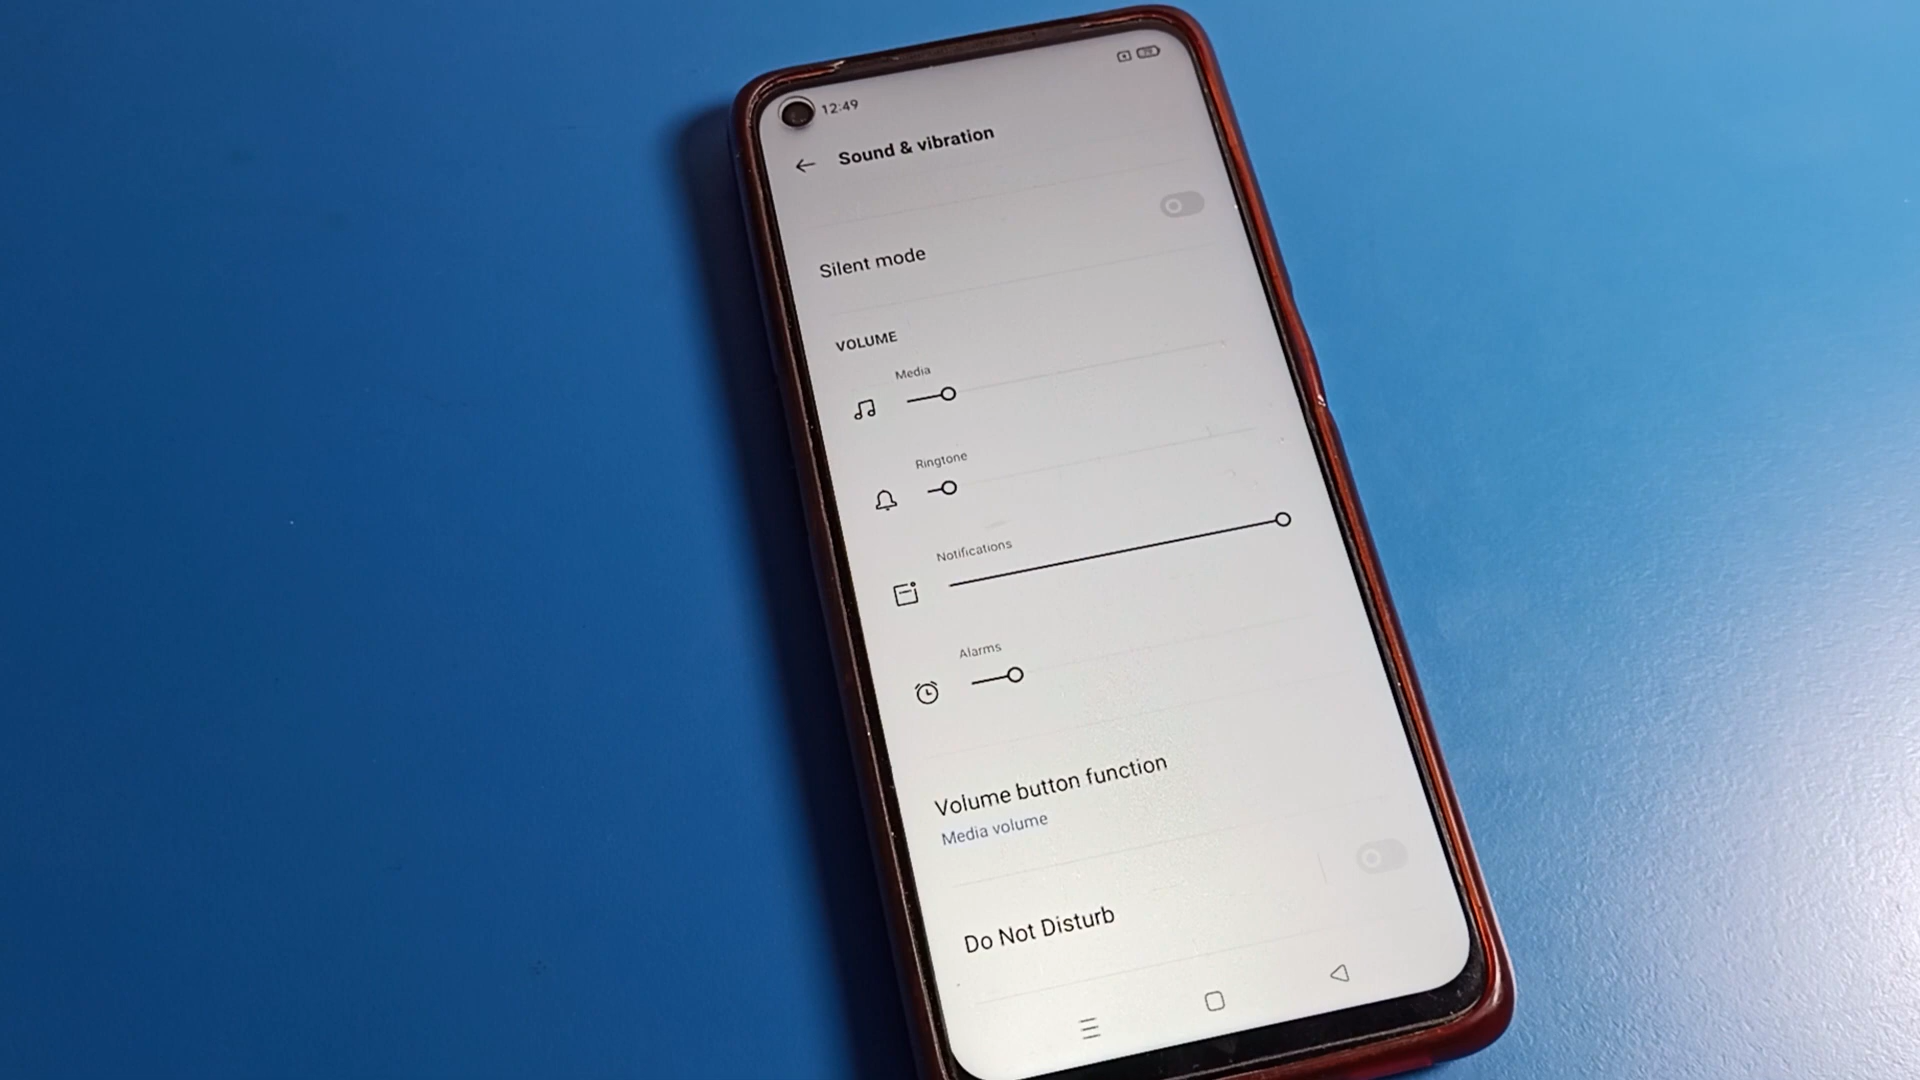 12:49
Sound & vibration
Silent mode
VOLUME
Media
Ringtone
Notifications
Alarms
Volume button function
Media volume
Do Not Disturb